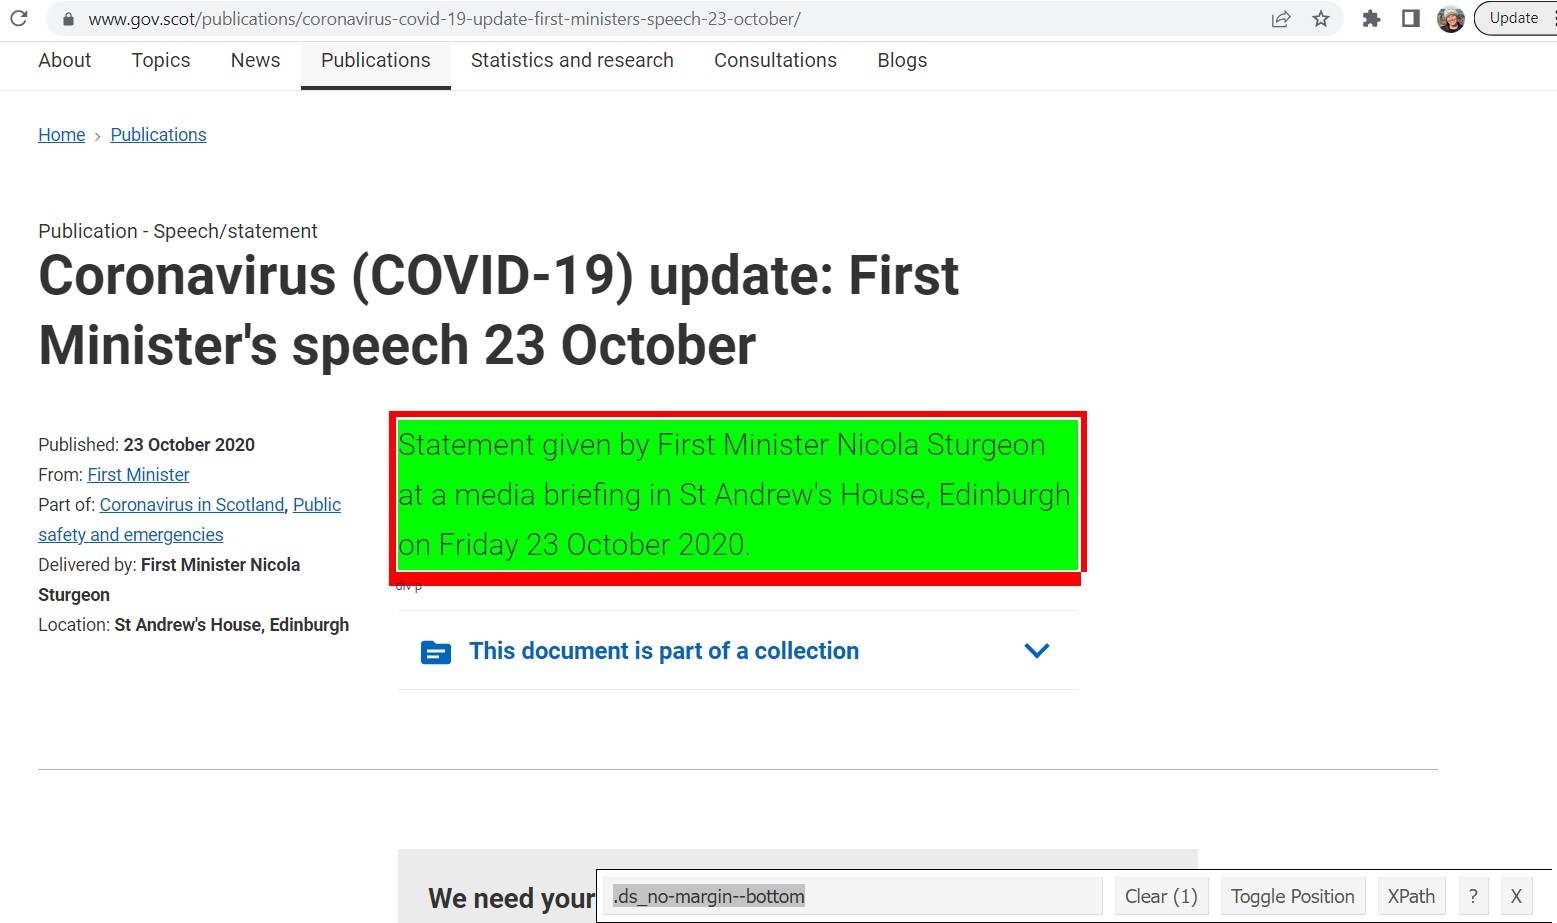 www.gov.scot/publications/coronavirus-covid-19-update-first-ministers-speech-23-october/
Update
About Topics News Publications Statistics and research Consultations Blogs
Home › Publications
Publication - Speech/statement
Coronavirus (COVID-19) update: First
Minister's speech 23 October
Published: 23 October 2020
From: First Minister
Part of: Coronavirus in Scotland, Public
safety and emergencies
Delivered by: First Minister Nicola
Sturgeon
Location: St Andrew's House, Edinburgh
Statement given by First Minister Nicola Sturgeon
at a media briefing in St Andrew's House, Edinburgh
on Friday 23 October 2020.
div p
This document is part of a collection
We need your
.ds_no-margin--bottom Clear (1) Toggle Position XPath ? X